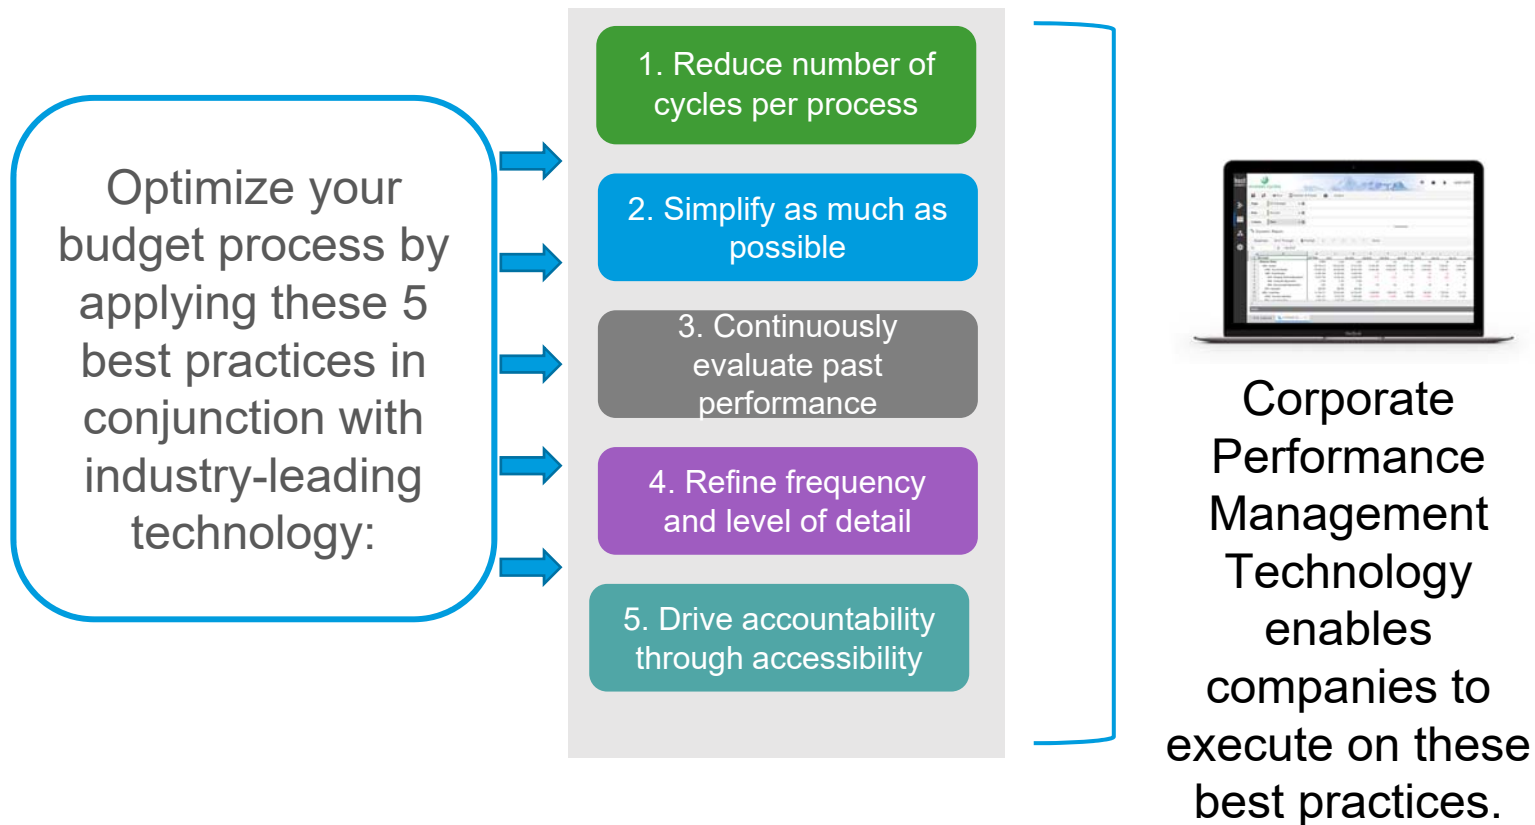 Optimize your
budget process by
applying these 5
best practices in
conjunction with
industry-leading
technology:
1. Reduce number of
cycles per process
2. Simplify as much as
possible
3. Continuously
evaluate past
performance
4. Refine frequency
and level of detail
5. Drive accountability
through accessibility
Corporate
Performance
Management
Technology
enables
companies to
execute on these
best practices.